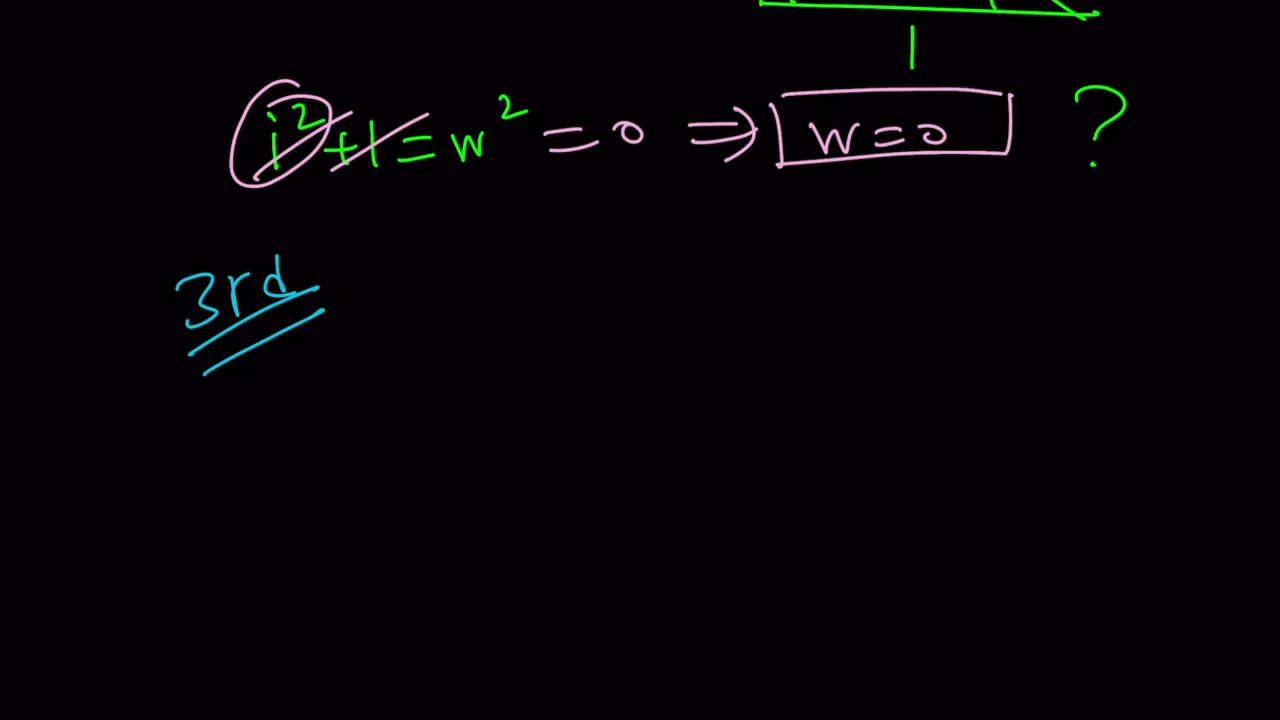 1
i² + 1 = w² = 0 ⇒ w = 0 ?
3rd